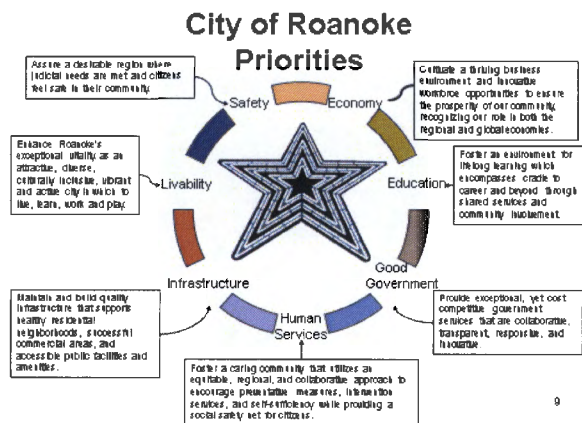 City of Roanoke
Priorities
Assure a desirable region where
judicial needs are met and citizens
feel safe in their community.
Cultivate a thriving business
environment and innovative
workforce opportunities to ensure
the prosperity of our community,
recognizing our role in both the
regional and global economies.
Safety
Economy
Enhance Roanoke's
exceptional vitality as an
attractive, diverse,
culturally inclusive, vibrant
and active city in which to
live, learn, work and play.
Livability
Education
Foster an environment for
lifelong learning which
encompasses cradle to
career and beyond through
shared services and
community involvement.
Infrastructure
Good
Government
Maintain and build quality
infrastructure that supports
healthy residential
neighborhoods, successful
commercial areas, and
accessible public facilities and
amenities.
Human
Services
Provide exceptional, yet cost
competitive government
services that are collaborative,
transparent, responsive, and
innovative.
Foster a caring community that utilizes an
equitable, regional, and collaborative approach to
encourage preventative measures, intervention
services, and self-sufficiency while providing a
social safety net for citizens.
9